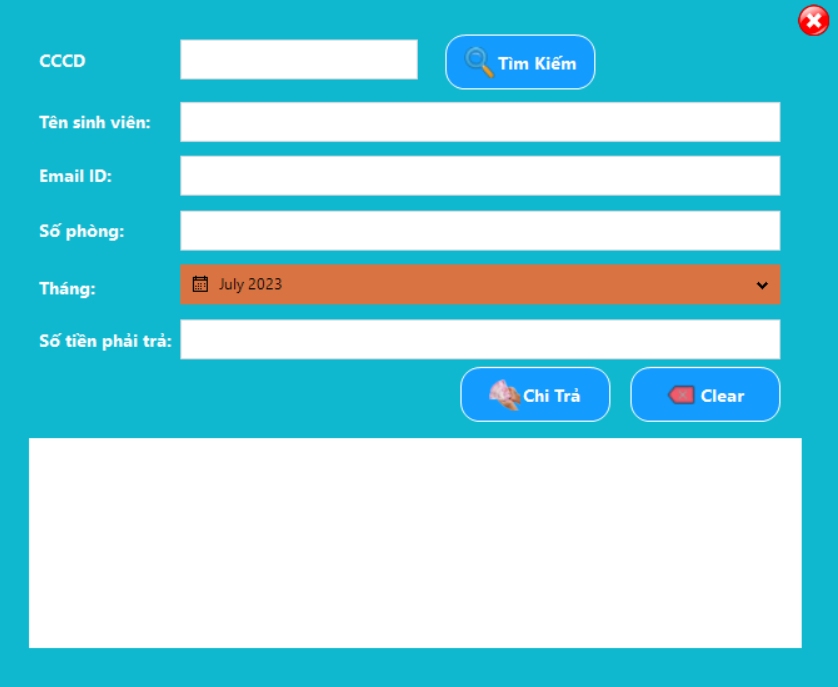 CCCD
Tìm Kiếm
Tên sinh viên:
Email ID:
Số phòng:
Tháng:
July 2023
Số tiền phải trả:
Chi Trả
Clear